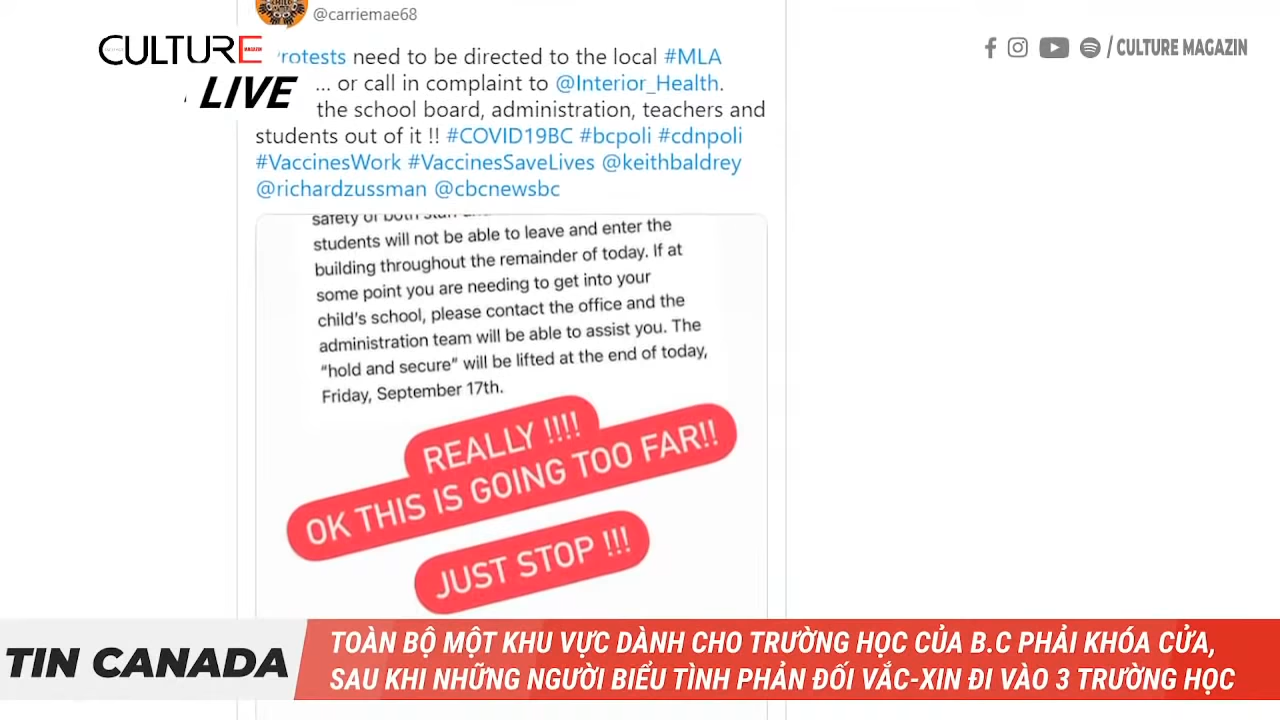 @carriemae68
CULTURE MAGAZIN
LIVE
/ CULTURE MAGAZIN
need to be directed to the local #MLA
... or call in complaint to @Interior_Health.
the school board, administration, teachers and
students out of it !! #COVID19BC #bcpoli #cdnpoli
#VaccinesWork #VaccinesSaveLives @keithbaldrey
@richardzussman @cbcnewsbc
safety of both staff
students will not be able to leave and enter the
building throughout the remainder of today. If at
some point you are needing to get into your
child's school, please contact the office and the
administration team will be able to assist you. The
"hold and secure" will be lifted at the end of today,
Friday, September 17th.
REALLY !!!!
OK THIS IS GOING TOO FAR!!
JUST STOP !!!
TIN CANADA
TOÀN BỘ MỘT KHU VỰC DÀNH CHO TRƯỜNG HỌC CỦA B.C PHẢI KHÓA CỬA,
SAU KHI NHỮNG NGƯỜI BIỂU TÌNH PHẢN ĐỐI VẮC-XIN ĐI VÀO 3 TRƯỜNG HỌC